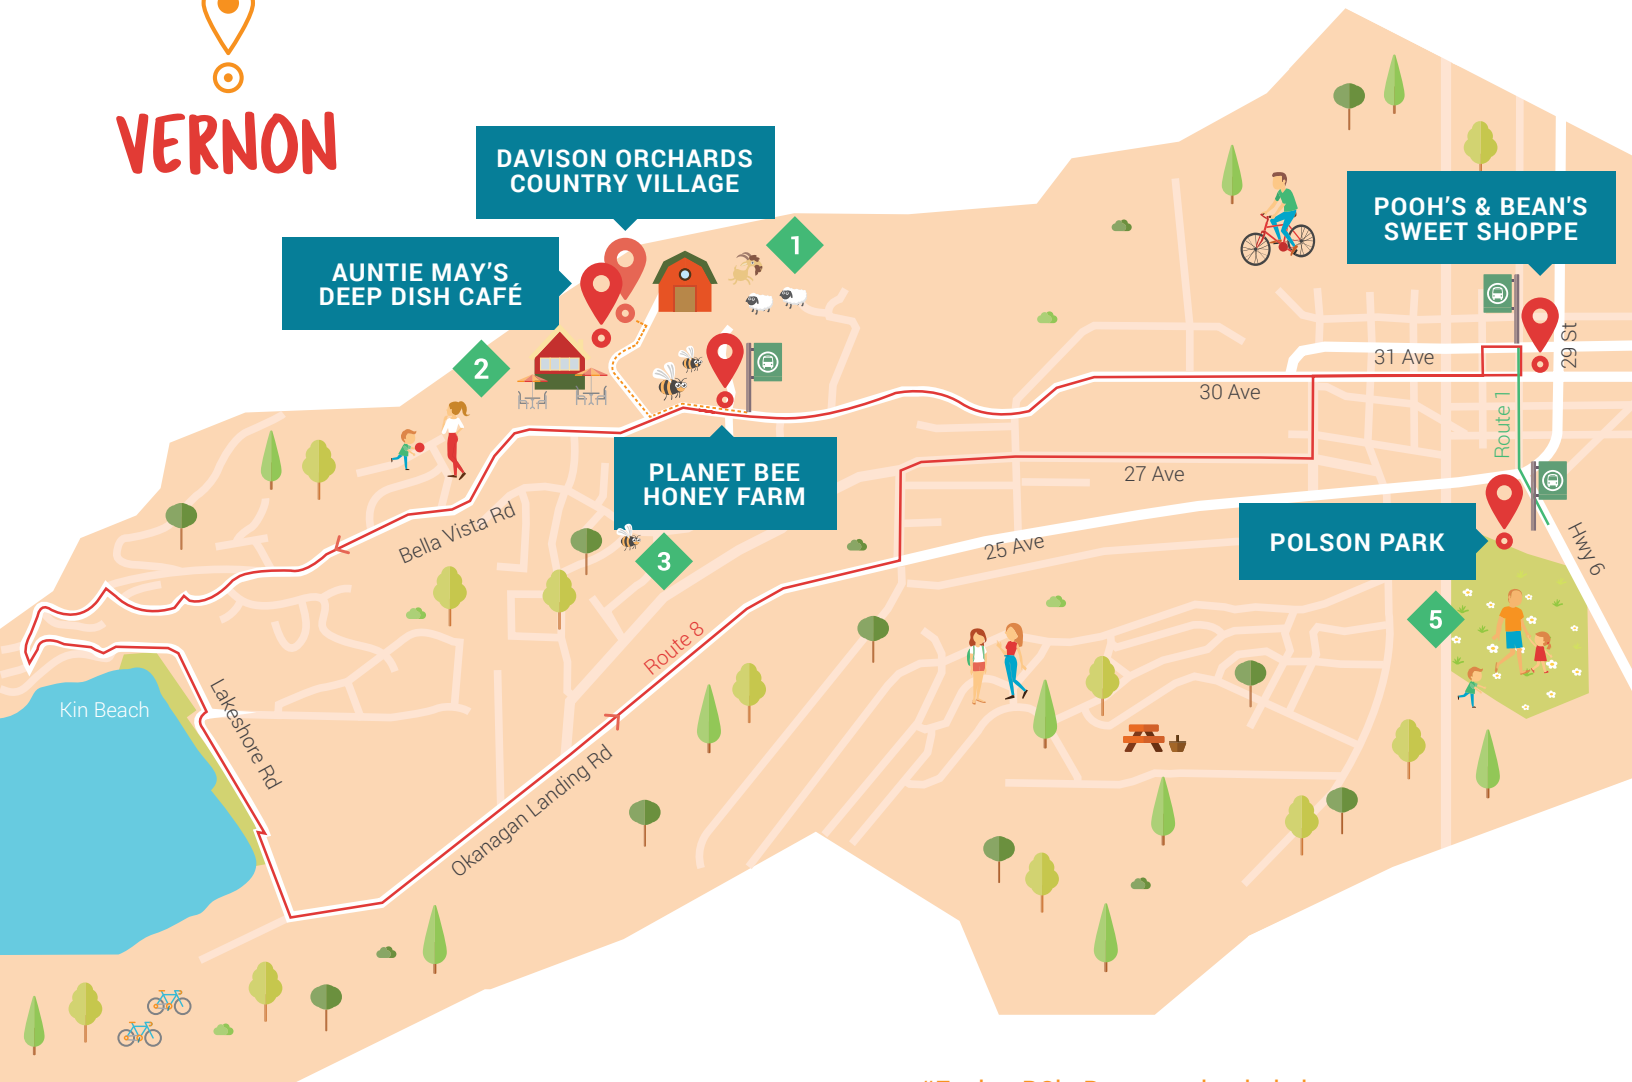 VERNON
DAVISON ORCHARDS
COUNTRY VILLAGE
1
POOH'S & BEAN'S
SWEET SHOPPE
AUNTIE MAY'S
DEEP DISH CAFÉ
2
29 St
31 Ave
30 Ave
Route 1
PLANET BEE
HONEY FARM
27 Ave
Bella Vista Rd
3
25 Ave
POLSON PARK
Hwy 6
5
Route 8
Kin Beach
Lakeshore Rd
Okanagan Landing Rd